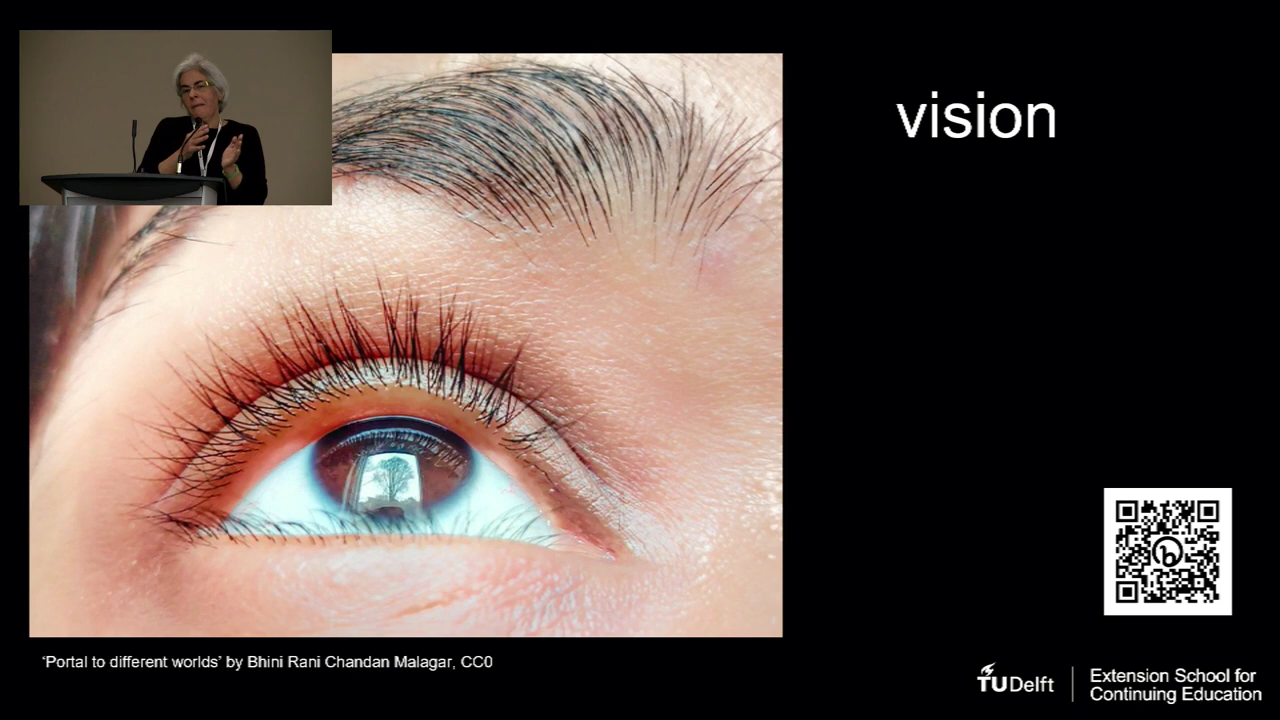 vision
'Portal to different worlds' by Bhini Rani Chandan Malagar, CC0
TUDelft
Extension School for
Continuing Education